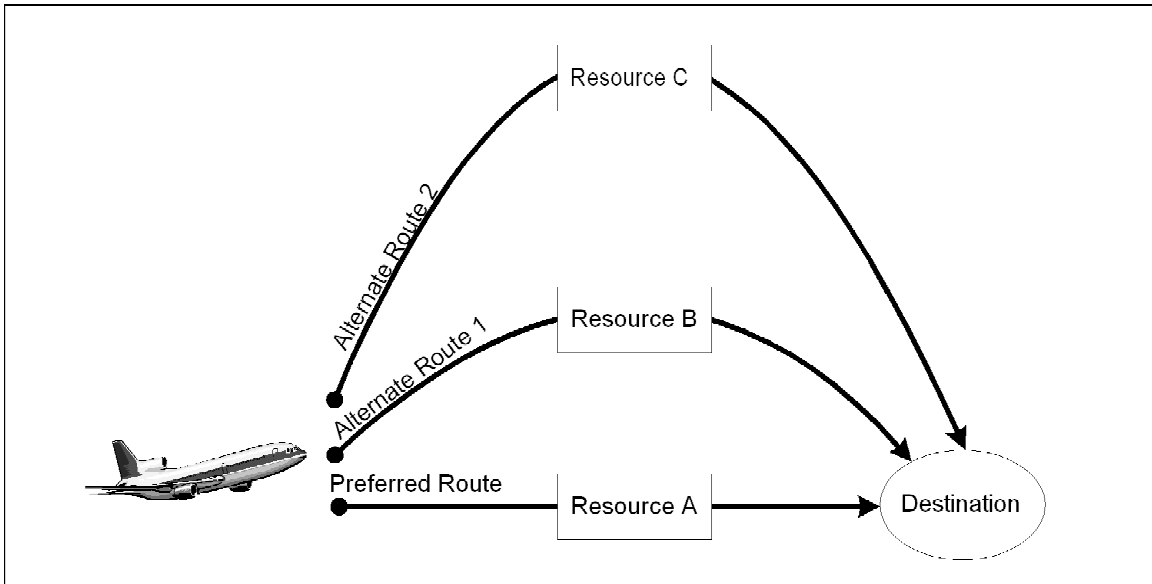 Resource C
Alternate Route 2
Resource B
Alternate Route 1
Preferred Route
Resource A
Destination